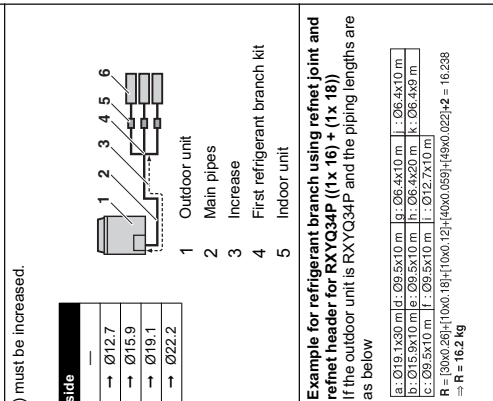 ) must be increased.
side
—
→ Ø12.7
→ Ø15.9
→ Ø19.1
→ Ø22.2
1 2 3 4 5 6
1 Outdoor unit
2 Main pipes
3 Increase
4 First refrigerant branch kit
5 Indoor unit
Example for refrigerant branch using refnet joint and
refnet header for RXYQ34P ((1x 16) + (1x 18))
If the outdoor unit is RXYQ34P and the piping lengths are
as below
a: Ø19.1x30 m d: Ø9.5x10 m g: Ø6.4x10 m j : Ø6.4x10 m
b: Ø15.9x10 m e: Ø9.5x10 m h: Ø6.4x20 m k: Ø6.4x9 m
c: Ø9.5x10 m f : Ø9.5x10 m i : Ø12.7x10 m
R = [30x0.26]+[10x0.18]+[10x0.12]+[40x0.059]+[49x0.022]+2 = 16.238
⇒ R = 16.2 kg